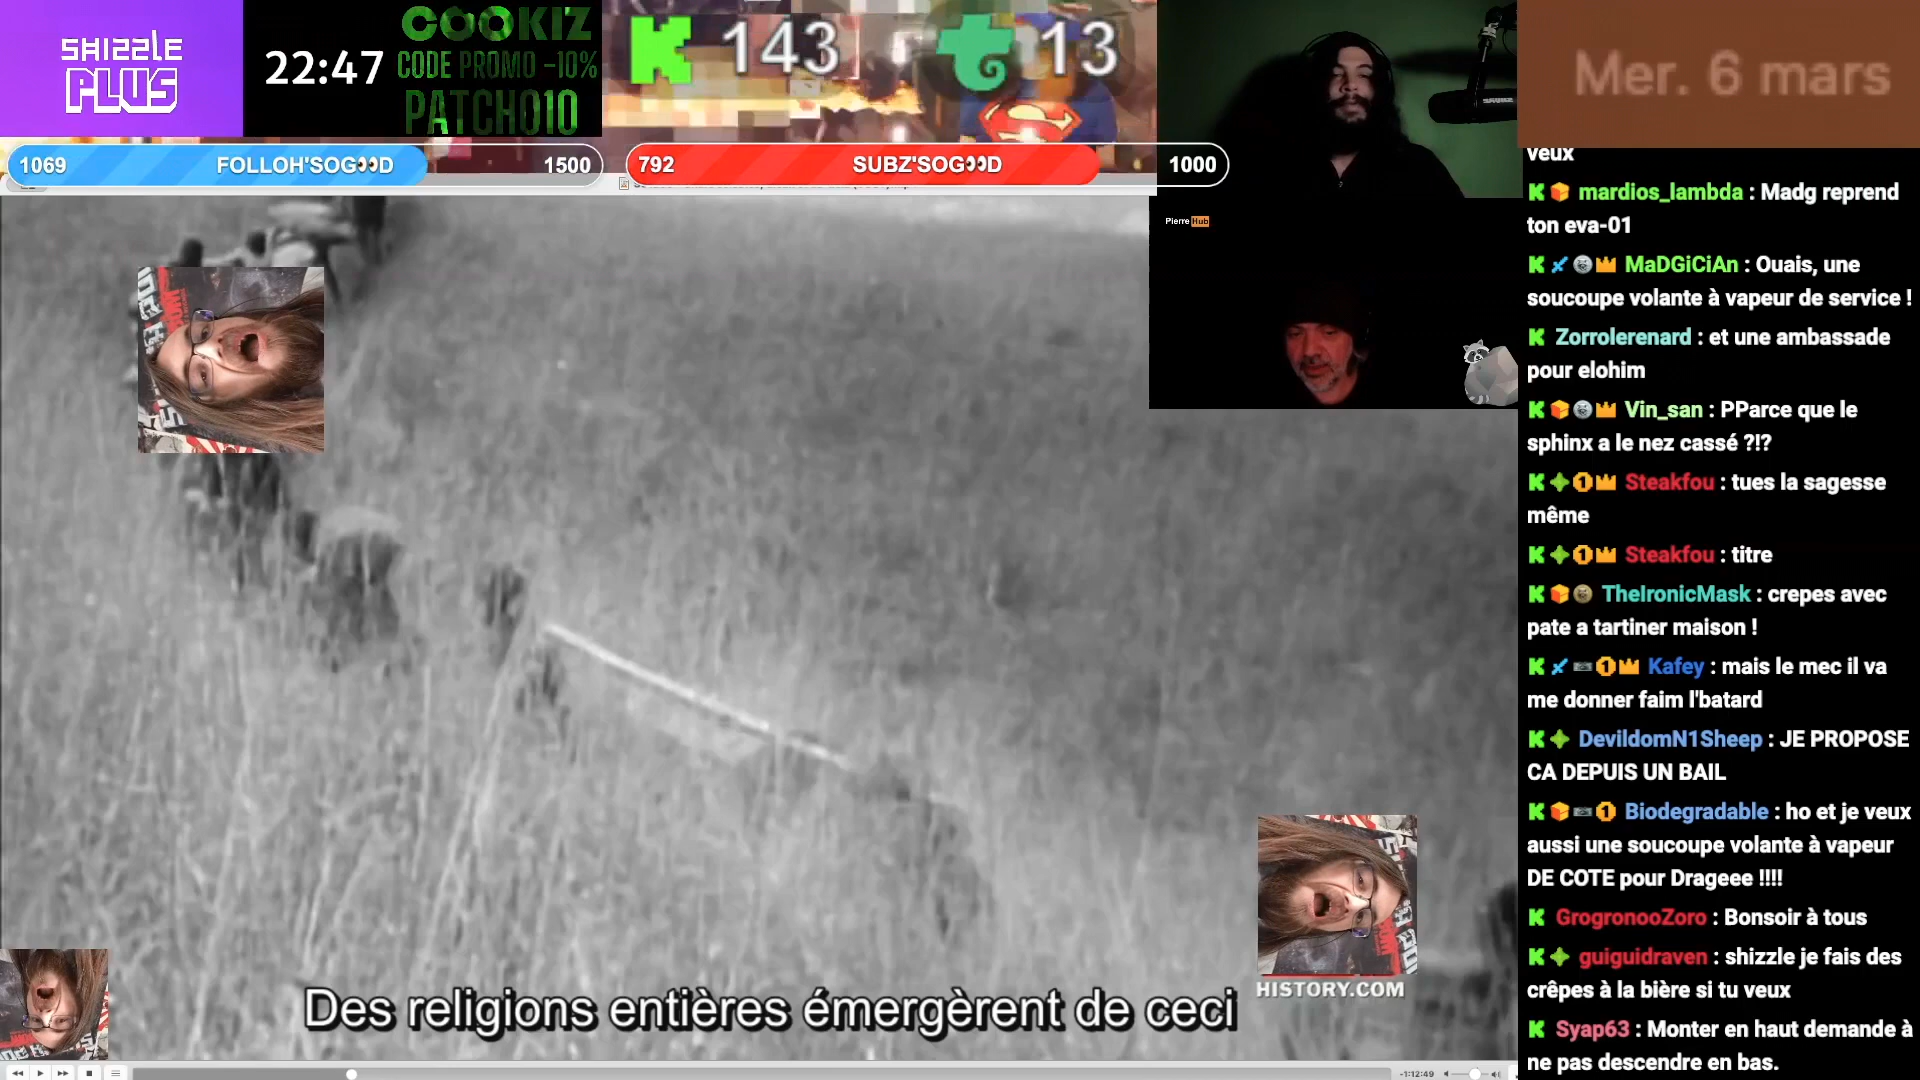 SHIZZLE
PLUS
22:47
COOKIZ
CODE PROMO -10%
PATCHO10
143
13
Mer. 6 mars
1069 FOLLOH'SOG👀D 1500
792 SUBZ'SOG👀D 1000
Pierre Hub
veux
mardios_lambda : Madg reprend
ton eva-01
MaDGiCiAn : Ouais, une
soucoupe volante à vapeur de service !
Zorrolerenard : et une ambassade
pour elohim
Vin_san : PParce que le
sphinx a le nez cassé ?!?
Steakfou : tues la sagesse
même
Steakfou : titre
TheIronicMask : crepes avec
pate a tartiner maison !
Kafey : mais le mec il va
me donner faim l'batard
DevildomN1Sheep : JE PROPOSE
CA DEPUIS UN BAIL
Biodegradable : ho et je veux
aussi une soucoupe volante à vapeur
DE COTE pour Drageee !!!!
GrogronooZoro : Bonsoir à tous
guiguidraven : shizzle je fais des
crêpes à la bière si tu veux
Syap63 : Monter en haut demande à
ne pas descendre en bas.
HISTORY.COM
Des religions entières émergèrent de ceci
-1:12:49